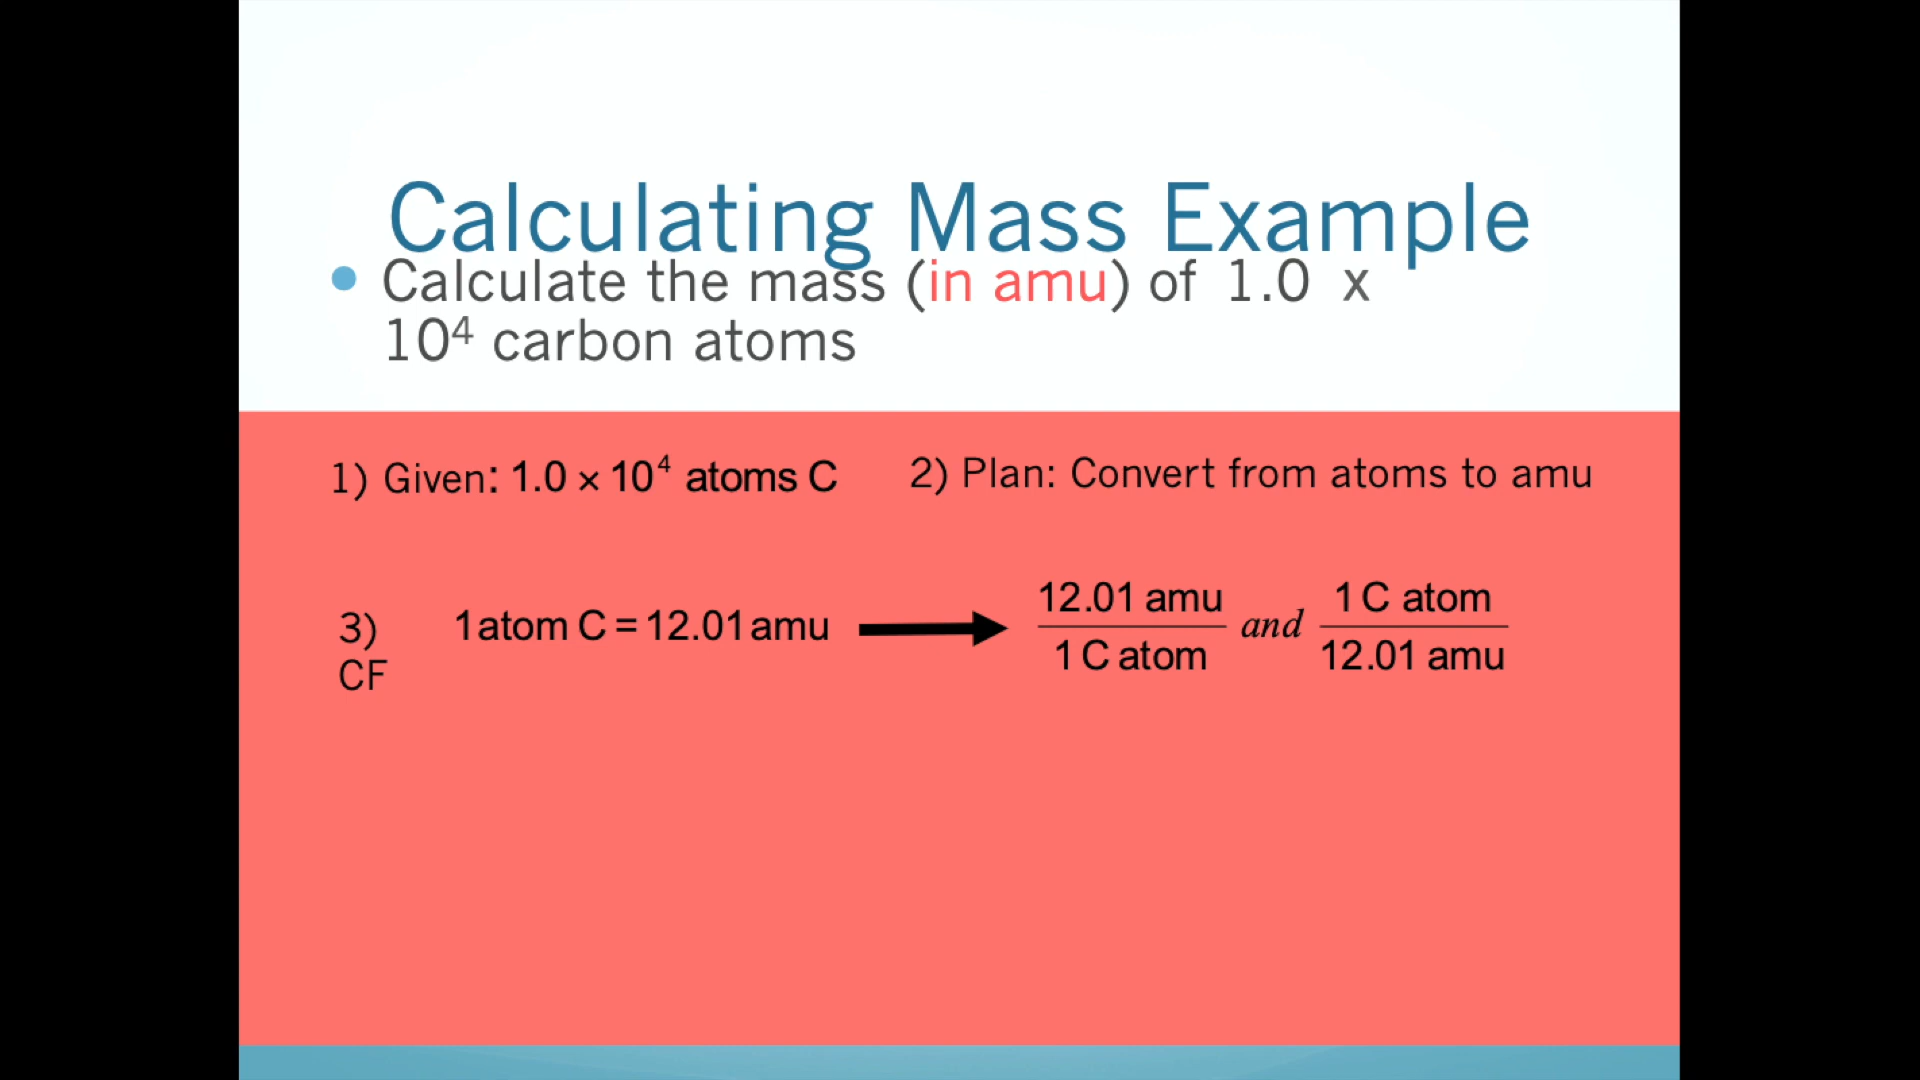 Calculating Mass Example
• Calculate the mass (in amu) of 1.0 x
10⁴ carbon atoms
1) Given: 1.0 × 10⁴ atoms C
2) Plan: Convert from atoms to amu
3)
CF
1 atom C = 12.01 amu
12.01 amu
1 C atom
and
1 C atom
12.01 amu